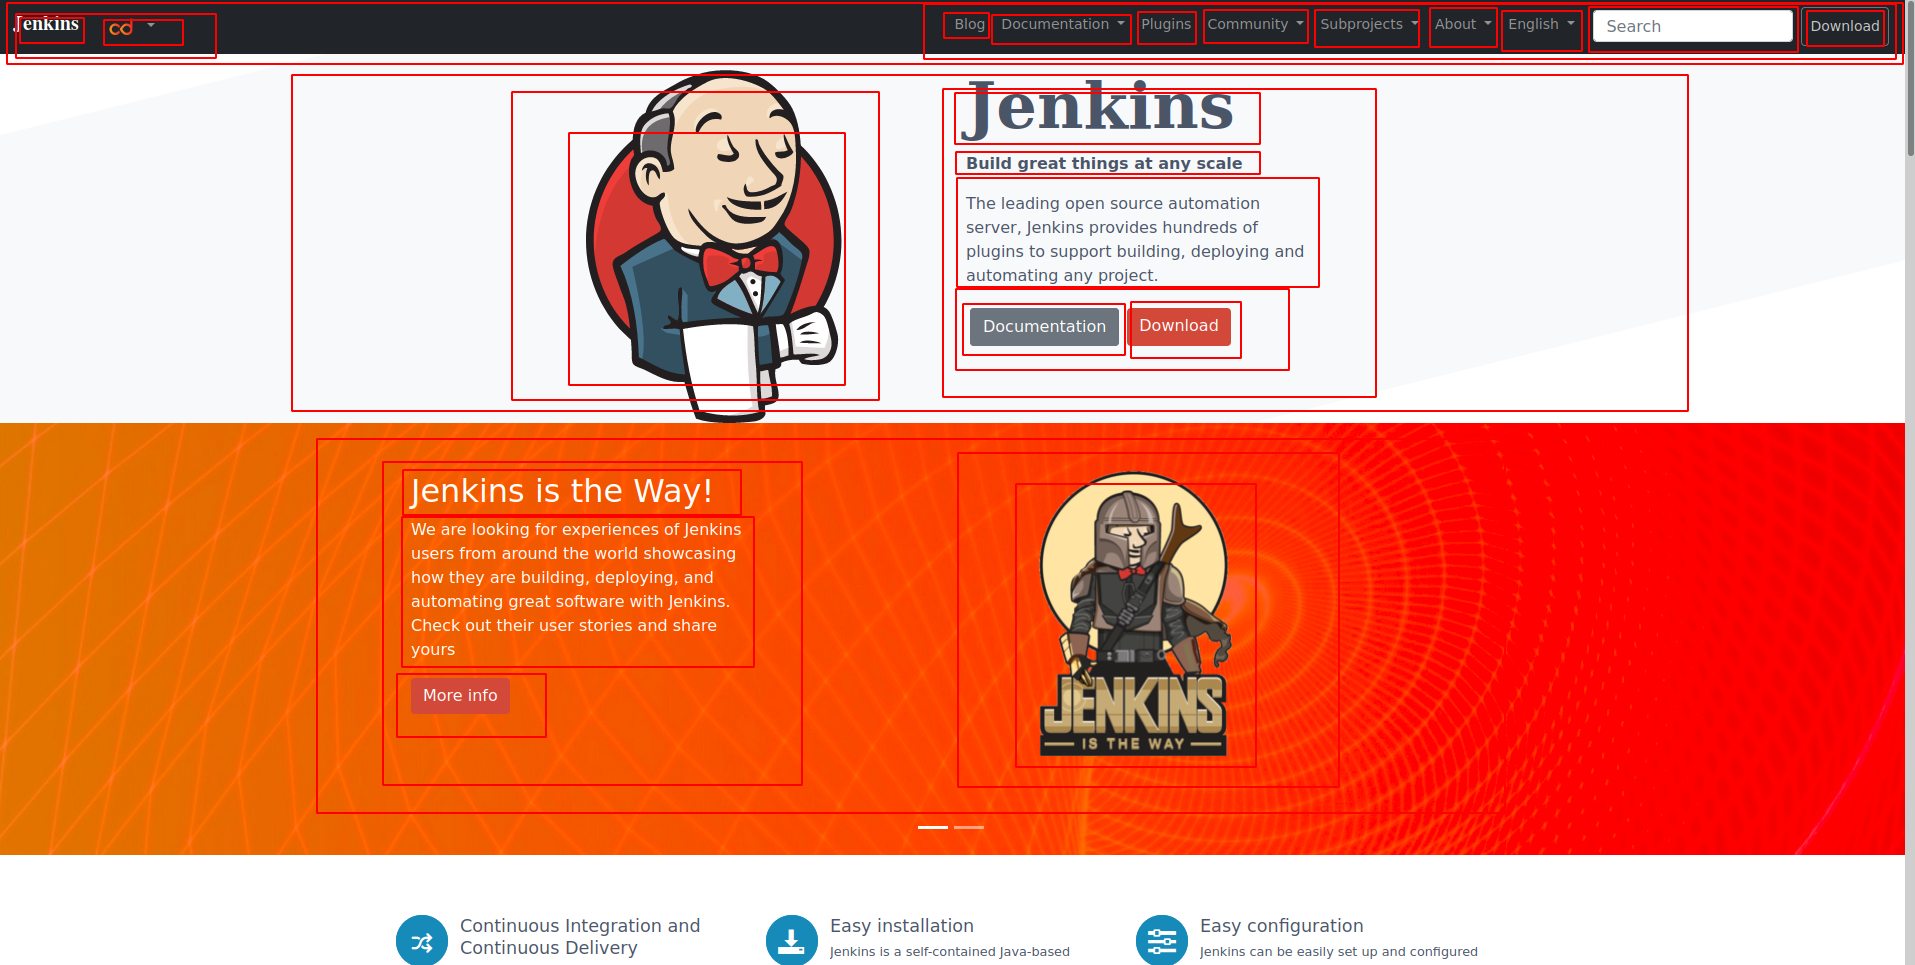 Jenkins
Blog Documentation Plugins Community Subprojects About English Search Download
Jenkins
Build great things at any scale
The leading open source automation
server, Jenkins provides hundreds of
plugins to support building, deploying and
automating any project.
Documentation Download
Jenkins is the Way!
We are looking for experiences of Jenkins
users from around the world showcasing
how they are building, deploying, and
automating great software with Jenkins.
Check out their user stories and share
yours
More info
JENKINS
IS THE WAY
Continuous Integration and
Continuous Delivery
Easy installation
Jenkins is a self-contained Java-based
Easy configuration
Jenkins can be easily set up and configured